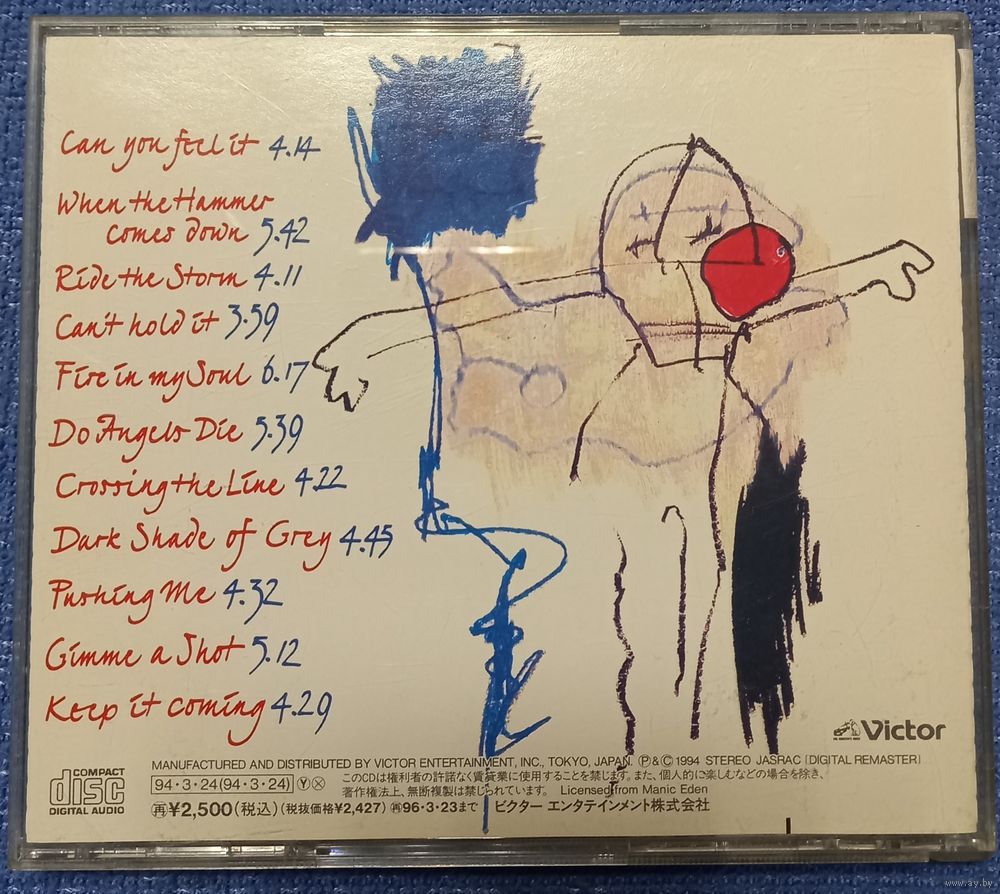 Can you feel it 4.14
When the Hammer
comes down 5.42
Ride the Storm 4.11
Can't hold it 3.59
Fire in my Soul 6.17
Do Angels Die 5.39
Crossing the Line 4.22
Dark Shade of Grey 4.45
Pushing Me 4.32
Gimme a Shot 5.12
Keep it coming 4.29
Victor
COMPACT
disc
DIGITAL AUDIO
MANUFACTURED AND DISTRIBUTED BY VICTOR ENTERTAINMENT, INC., TOKYO, JAPAN. Ⓟ&Ⓒ 1994 STEREO JASRAC [DIGITAL REMASTER]
94・3・24(94・3・24) Ⓨ Ⓧ
このCDは権利者の許諾なく賃貸業に使用することを禁じます。また、個人的に楽しむなどの場合を除き、
著作権法上、無断複製は禁じられています。 Licensed from Manic Eden
㊢¥2,500(税込) (税抜価格¥2,427) ㊢96・3・23まで ビクター エンタテインメント株式会社
www.ay.by